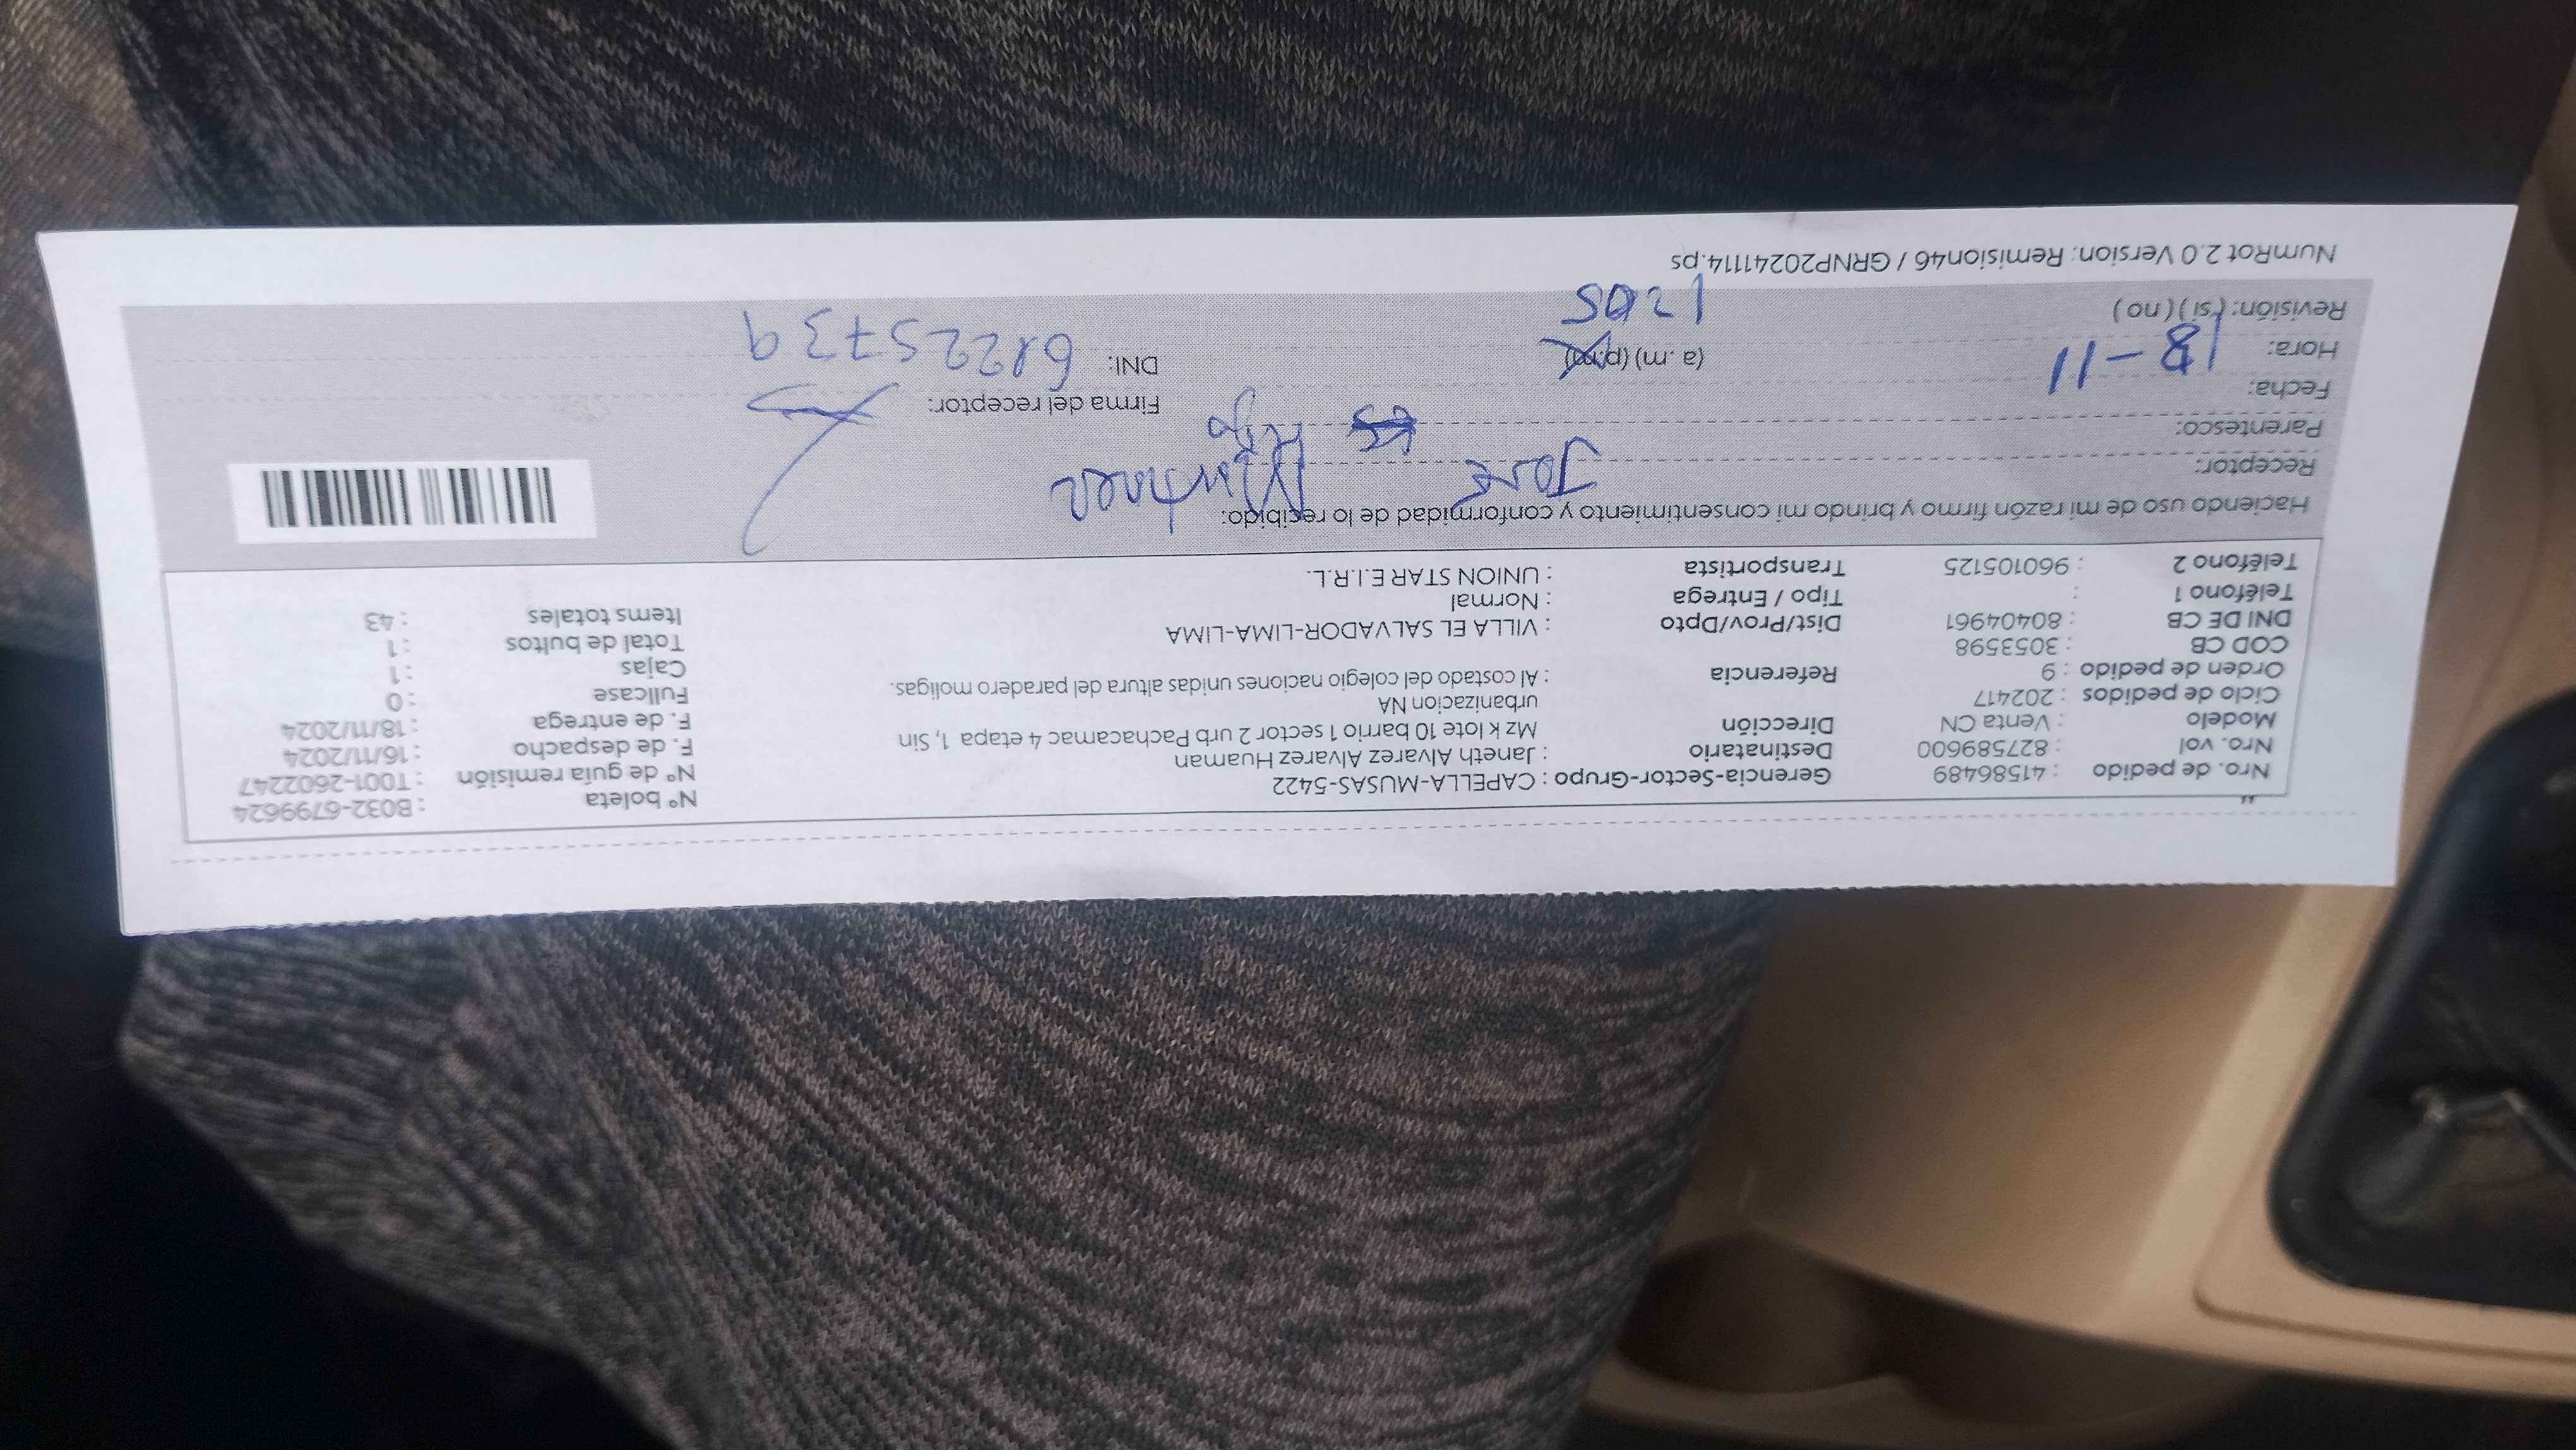 Nro. de pedido : 41586489 Gerencia-Sector-Grupo : CAPELLA-MUSAS-5422 N° boleta : B032-6799624
Nro. vol : 827589600 Destinatario : Janeth Alvarez Alvarez Huaman N° de guía remisión : T001-2602247
Modelo : Venta CN Dirección Mz k lote 10 barrio 1 sector 2 urb Pachacamac 4 etapa 1, Sin F. de despacho : 16/11/2024
Ciclo de pedidos : 202417 urbanizacion NA F. de entrega : 18/11/2024
Orden de pedido : 9 Referencia : Al costado del colegio naciones unidas altura del paradero moligas. Fullcase : 0
COD CB : 3053598 Cajas : 1
DNI DE CB : 80404961 Dist/Prov/Dpto : VILLA EL SALVADOR-LIMA-LIMA Total de bultos : 1
Teléfono 1 : Tipo / Entrega : Normal Items totales : 43
Teléfono 2 : 960105125 Transportista : UNION STAR E.I.R.L.
Haciendo uso de mi razón firmo y brindo mi consentimiento y conformidad de lo recibido:
Receptor: José
Parentesco: Hijo
Fecha: 18-11 Firma del receptor:
Hora: (a. m) (p.m) DNI: 61225739
1205
Revisión: (si) (no)
NumRot 2.0 Version: Remision46 / GRNP20241114.ps